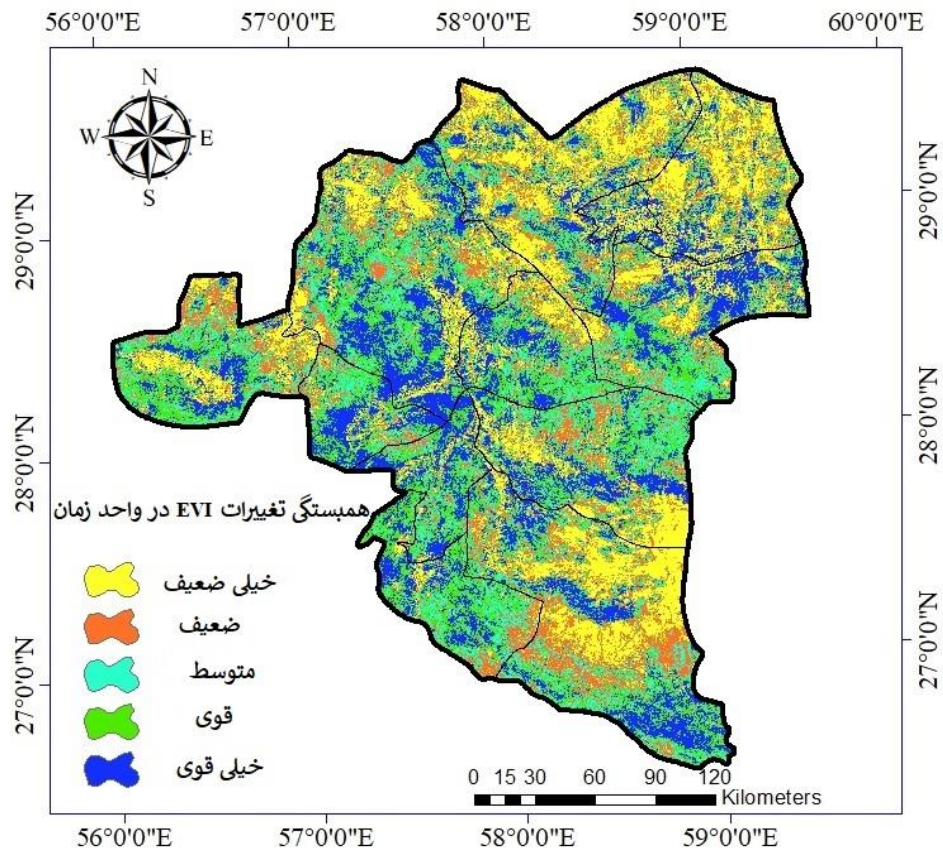 56°0'0"E 57°0'0"E 58°0'0"E 59°0'0"E 60°0'0"E
N
W E
S
29°0'0"N
28°0'0"N
27°0'0"N
29°0'0"N
28°0'0"N
27°0'0"N
همبستگی تغییرات EVI در واحد زمان
خیلی ضعیف
ضعیف
متوسط
قوی
خیلی قوی
0 15 30 60 90 120
Kilometers
56°0'0"E 57°0'0"E 58°0'0"E 59°0'0"E